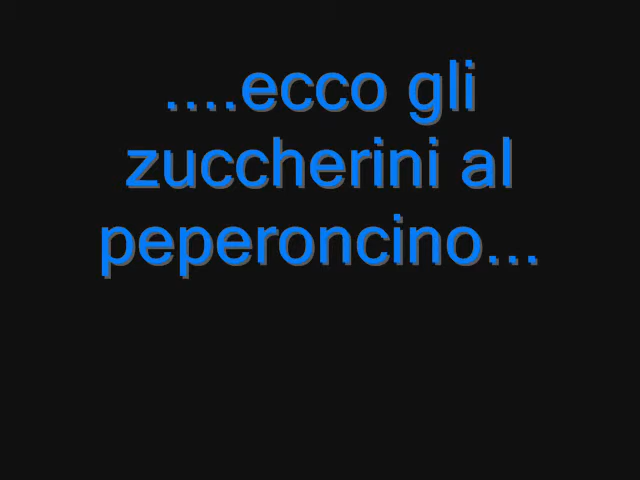 ....ecco gli
zuccherini al
peperoncino...